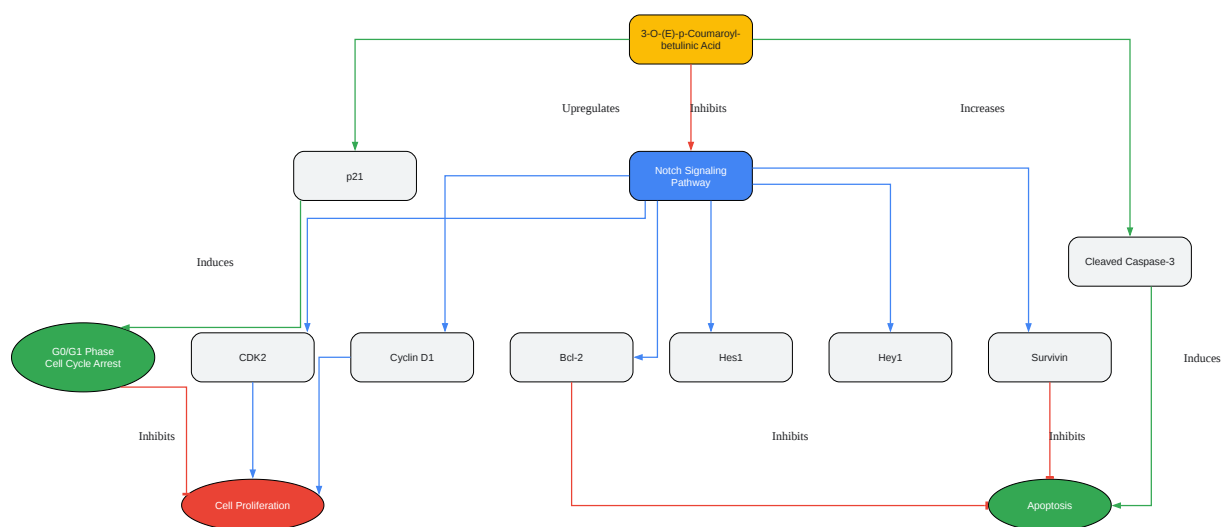 3-O-(E)-p-Coumaroyl-
betulinic Acid
Upregulates
Inhibits
Increases
p21
Notch Signaling
Pathway
Induces
Cleaved Caspase-3
G0/G1 Phase
Cell Cycle Arrest
CDK2
Cyclin D1
Bcl-2
Hes1
Hey1
Survivin
Induces
Inhibits
Inhibits
Inhibits
Cell Proliferation
Apoptosis